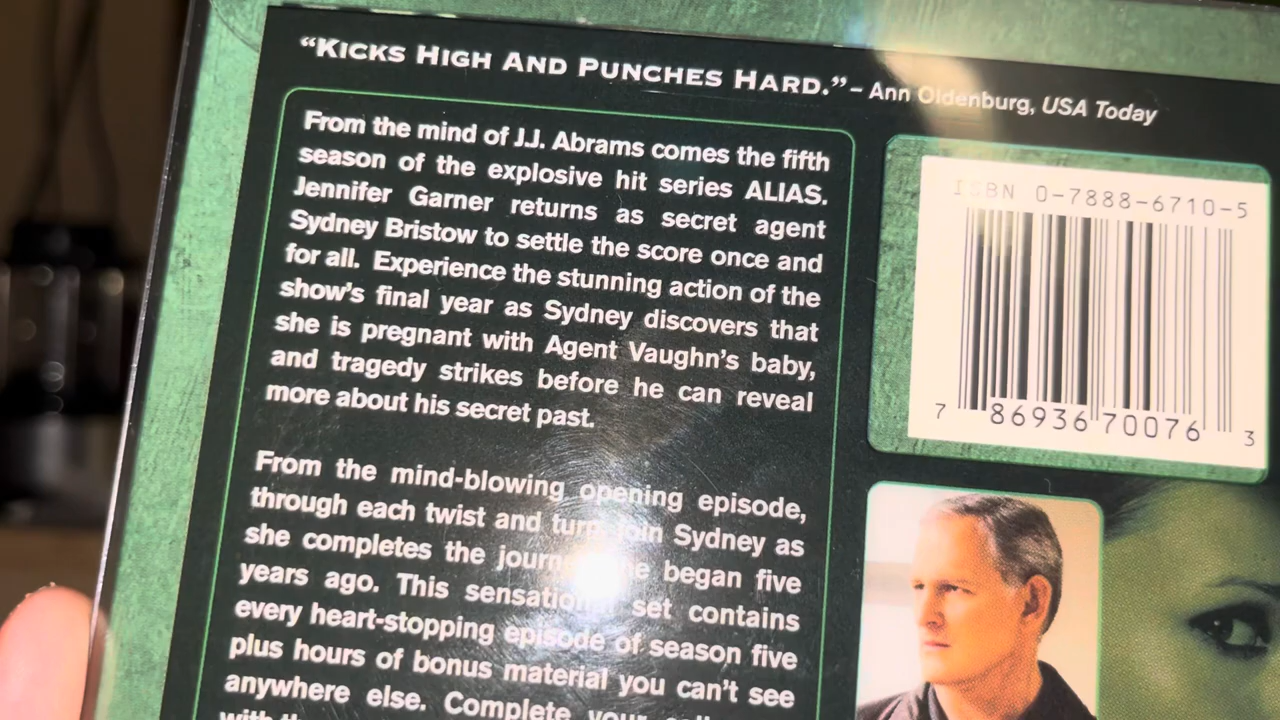 “KICKS HIGH AND PUNCHES HARD.” – Ann Oldenburg, USA Today
From the mind of J.J. Abrams comes the fifth
season of the explosive hit series ALIAS.
Jennifer Garner returns as secret agent
Sydney Bristow to settle the score once and
for all. Experience the stunning action of the
show’s final year as Sydney discovers that
she is pregnant with Agent Vaughn’s baby,
and tragedy strikes before he can reveal
more about his secret past.
From the mind-blowing opening episode,
through each twist and turn, join Sydney as
she completes the journey she began five
years ago. This sensational set contains
every heart-stopping episode of season five
plus hours of bonus material you can’t see
anywhere else. Complete your
with
ISBN 0-7888-6710-5
7 86936 70076 3